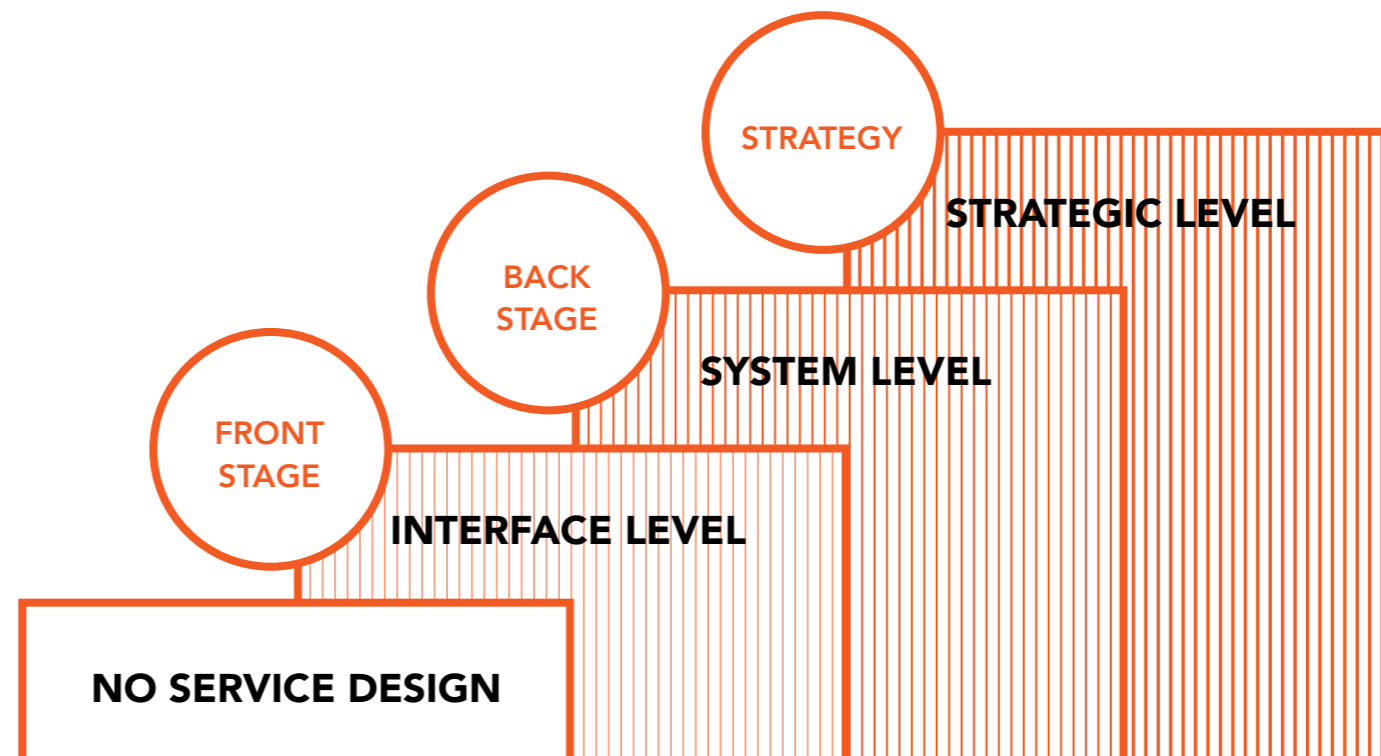 STRATEGY
STRATEGIC LEVEL
BACK
STAGE
SYSTEM LEVEL
FRONT
STAGE
INTERFACE LEVEL
NO SERVICE DESIGN